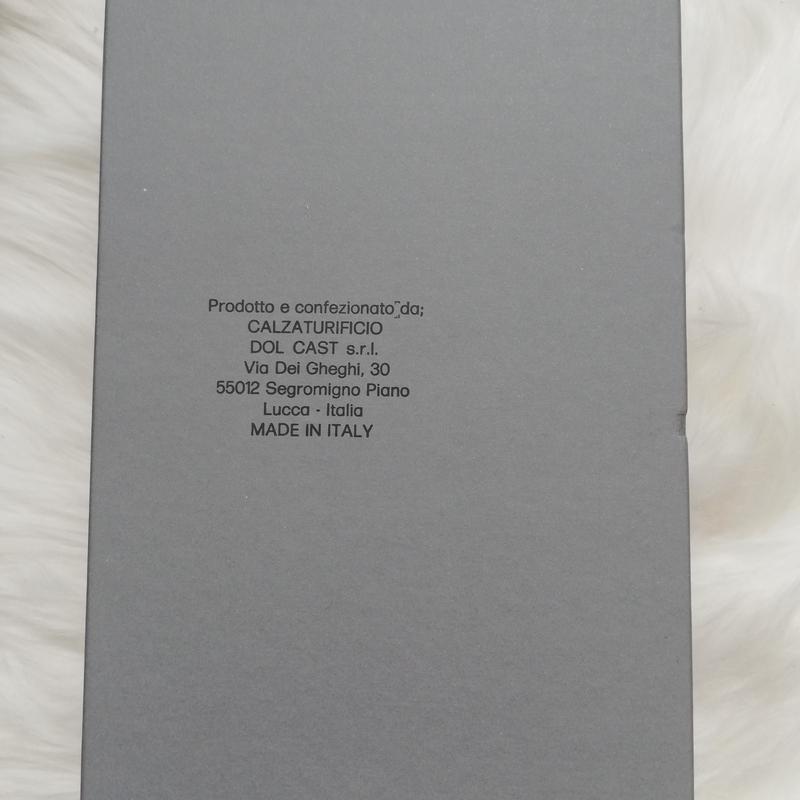 Prodotto e confezionato da;
CALZATURIFICIO
DOL CAST s.r.l.
Via Dei Gheghi, 30
55012 Segromigno Piano
Lucca - Italia
MADE IN ITALY